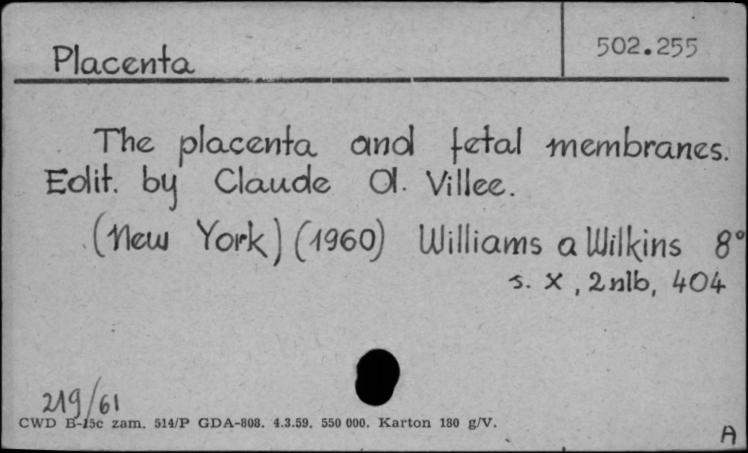 Placenta
502.255
The placenta and fetal membranes.
Edit. by Claude A. Villee.
(New York) (1960) Williams a Wilkins 8°
s. X, 2nlb, 404
219/61
CWD B-15c zam. 514/P GDA-808. 4.3.59. 550 000. Karton 180 g/V.
A